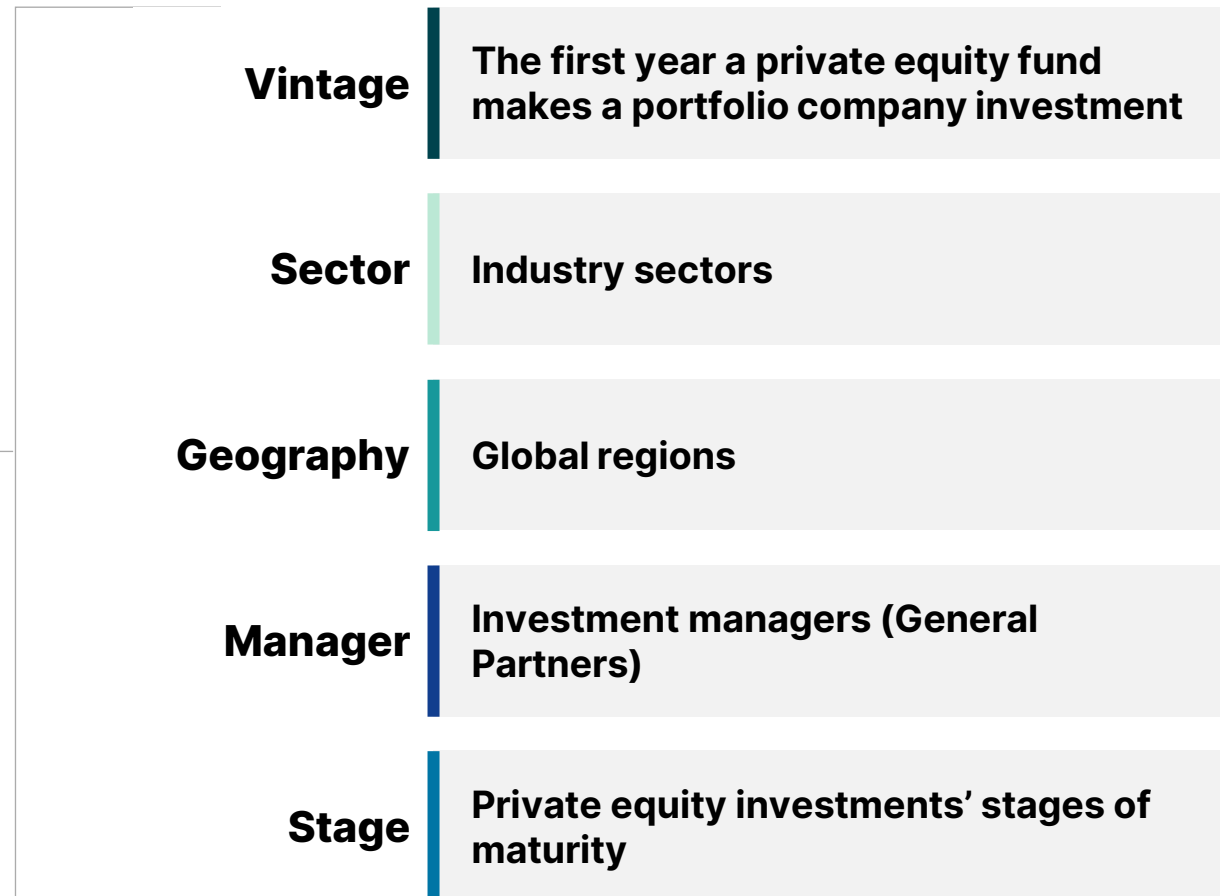 Vintage
The first year a private equity fund
makes a portfolio company investment
Sector
Industry sectors
Geography
Global regions
Manager
Investment managers (General
Partners)
Stage
Private equity investments’ stages of
maturity